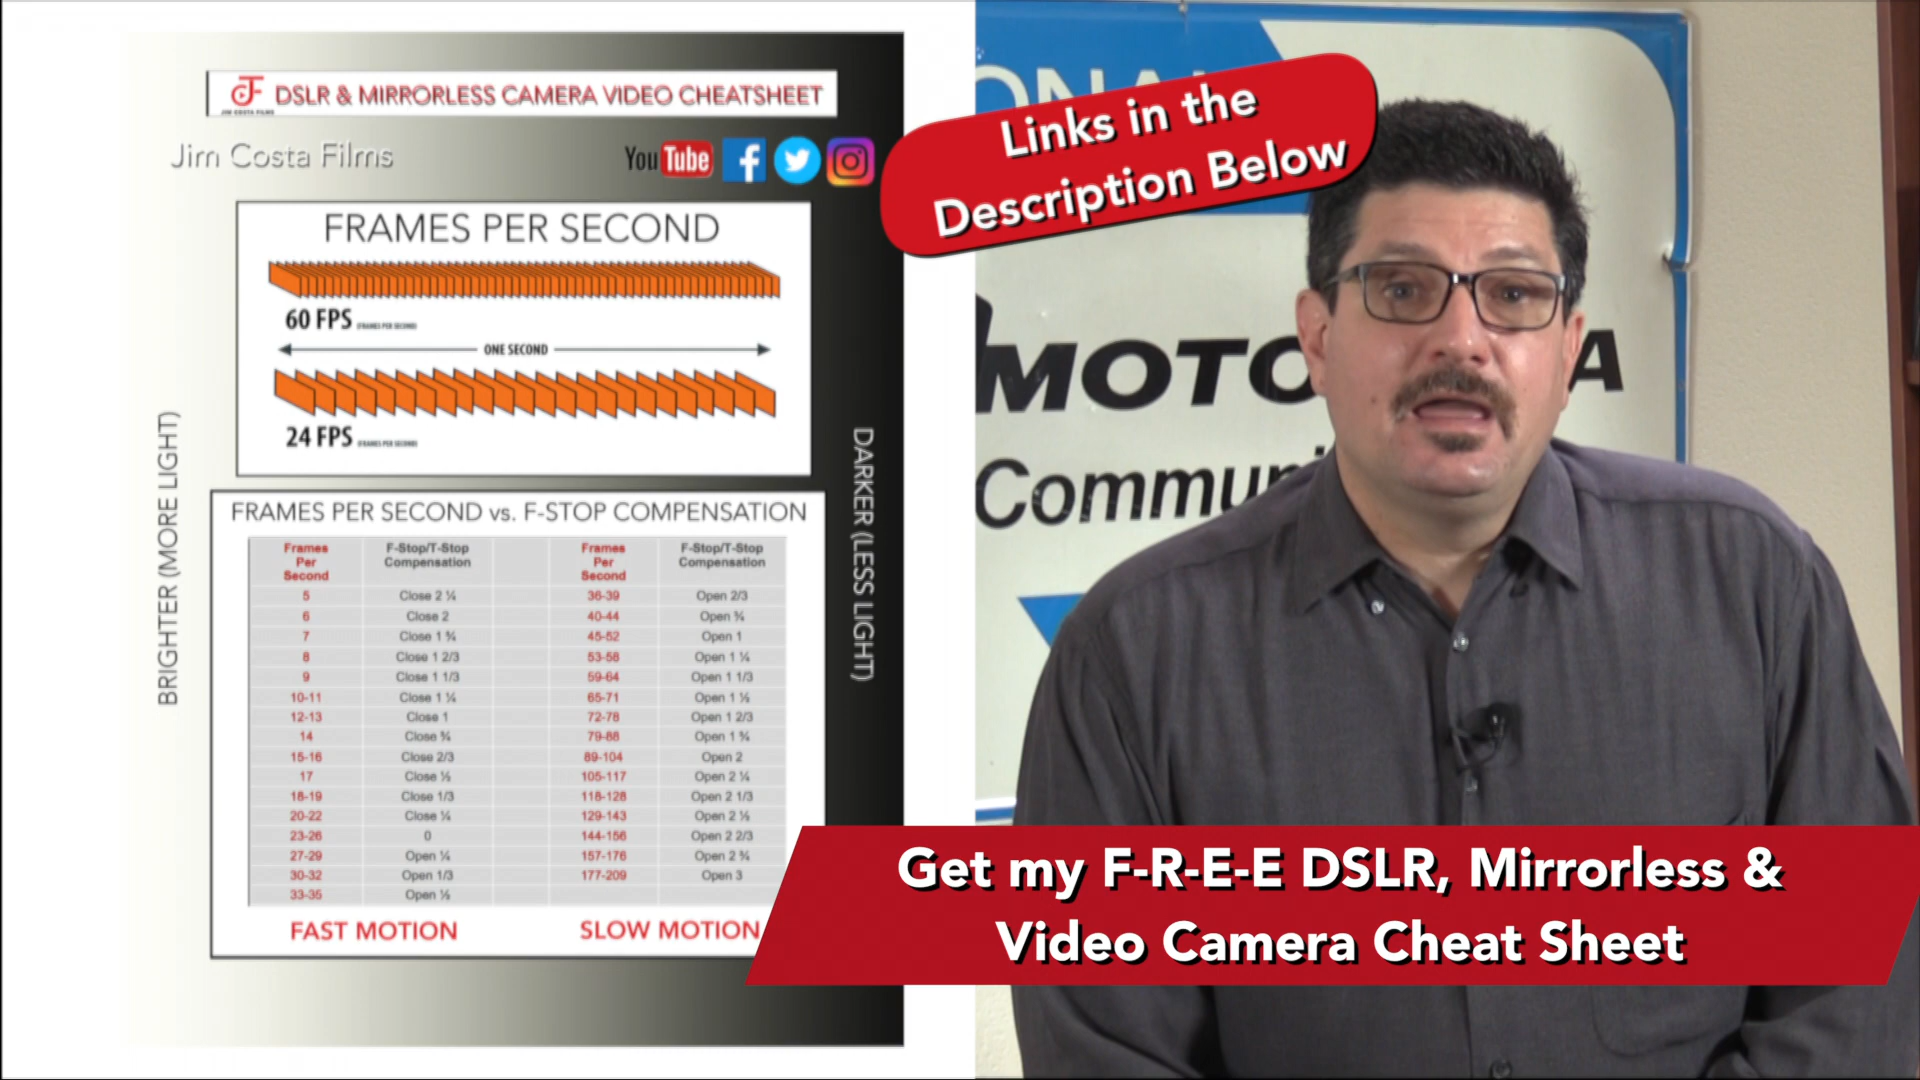 JIM COSTA FILMS
DSLR & MIRRORLESS CAMERA VIDEO CHEATSHEET
Jim Costa Films
YouTube
FRAMES PER SECOND
60 FPS (FRAMES PER SECOND)
ONE SECOND
24 FPS (FRAMES PER SECOND)
BRIGHTER (MORE LIGHT)
DARKER (LESS LIGHT)
FRAMES PER SECOND vs. F-STOP COMPENSATION
Frames Per Second F-Stop/T-Stop Compensation Frames Per Second F-Stop/T-Stop Compensation
5 Close 2 ¼ 36-39 Open 2/3
6 Close 2 40-44 Open ¾
7 Close 1 ¾ 45-52 Open 1
8 Close 1 2/3 53-58 Open 1 ¼
9 Close 1 1/3 59-64 Open 1 1/3
10-11 Close 1 ¼ 65-71 Open 1 ½
12-13 Close 1 72-78 Open 1 2/3
14 Close ¾ 79-88 Open 1 ¾
15-16 Close 2/3 89-104 Open 2
17 Close ½ 105-117 Open 2 ¼
18-19 Close 1/3 118-128 Open 2 1/3
20-22 Close ¼ 129-143 Open 2 ½
23-26 0 144-156 Open 2 2/3
27-29 Open ¼ 157-176 Open 2 ¾
30-32 Open 1/3 177-209 Open 3
33-35 Open ½
FAST MOTION SLOW MOTION
Links in the
Description Below
ONAL
MOTO A
Commu
Get my F-R-E-E DSLR, Mirrorless &
Video Camera Cheat Sheet